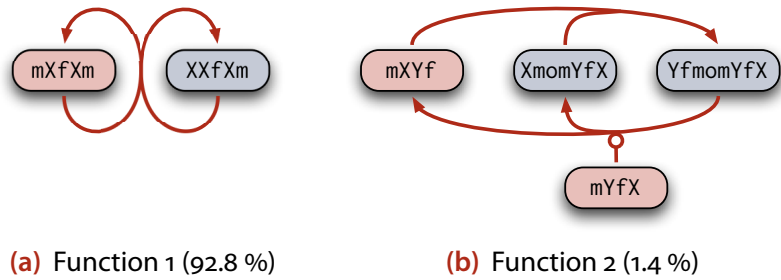 mXfXm
XXfXm
mXYf
XmomYfX
YfmomYfX
mYfX
(a) Function 1 (92.8 %)
(b) Function 2 (1.4 %)